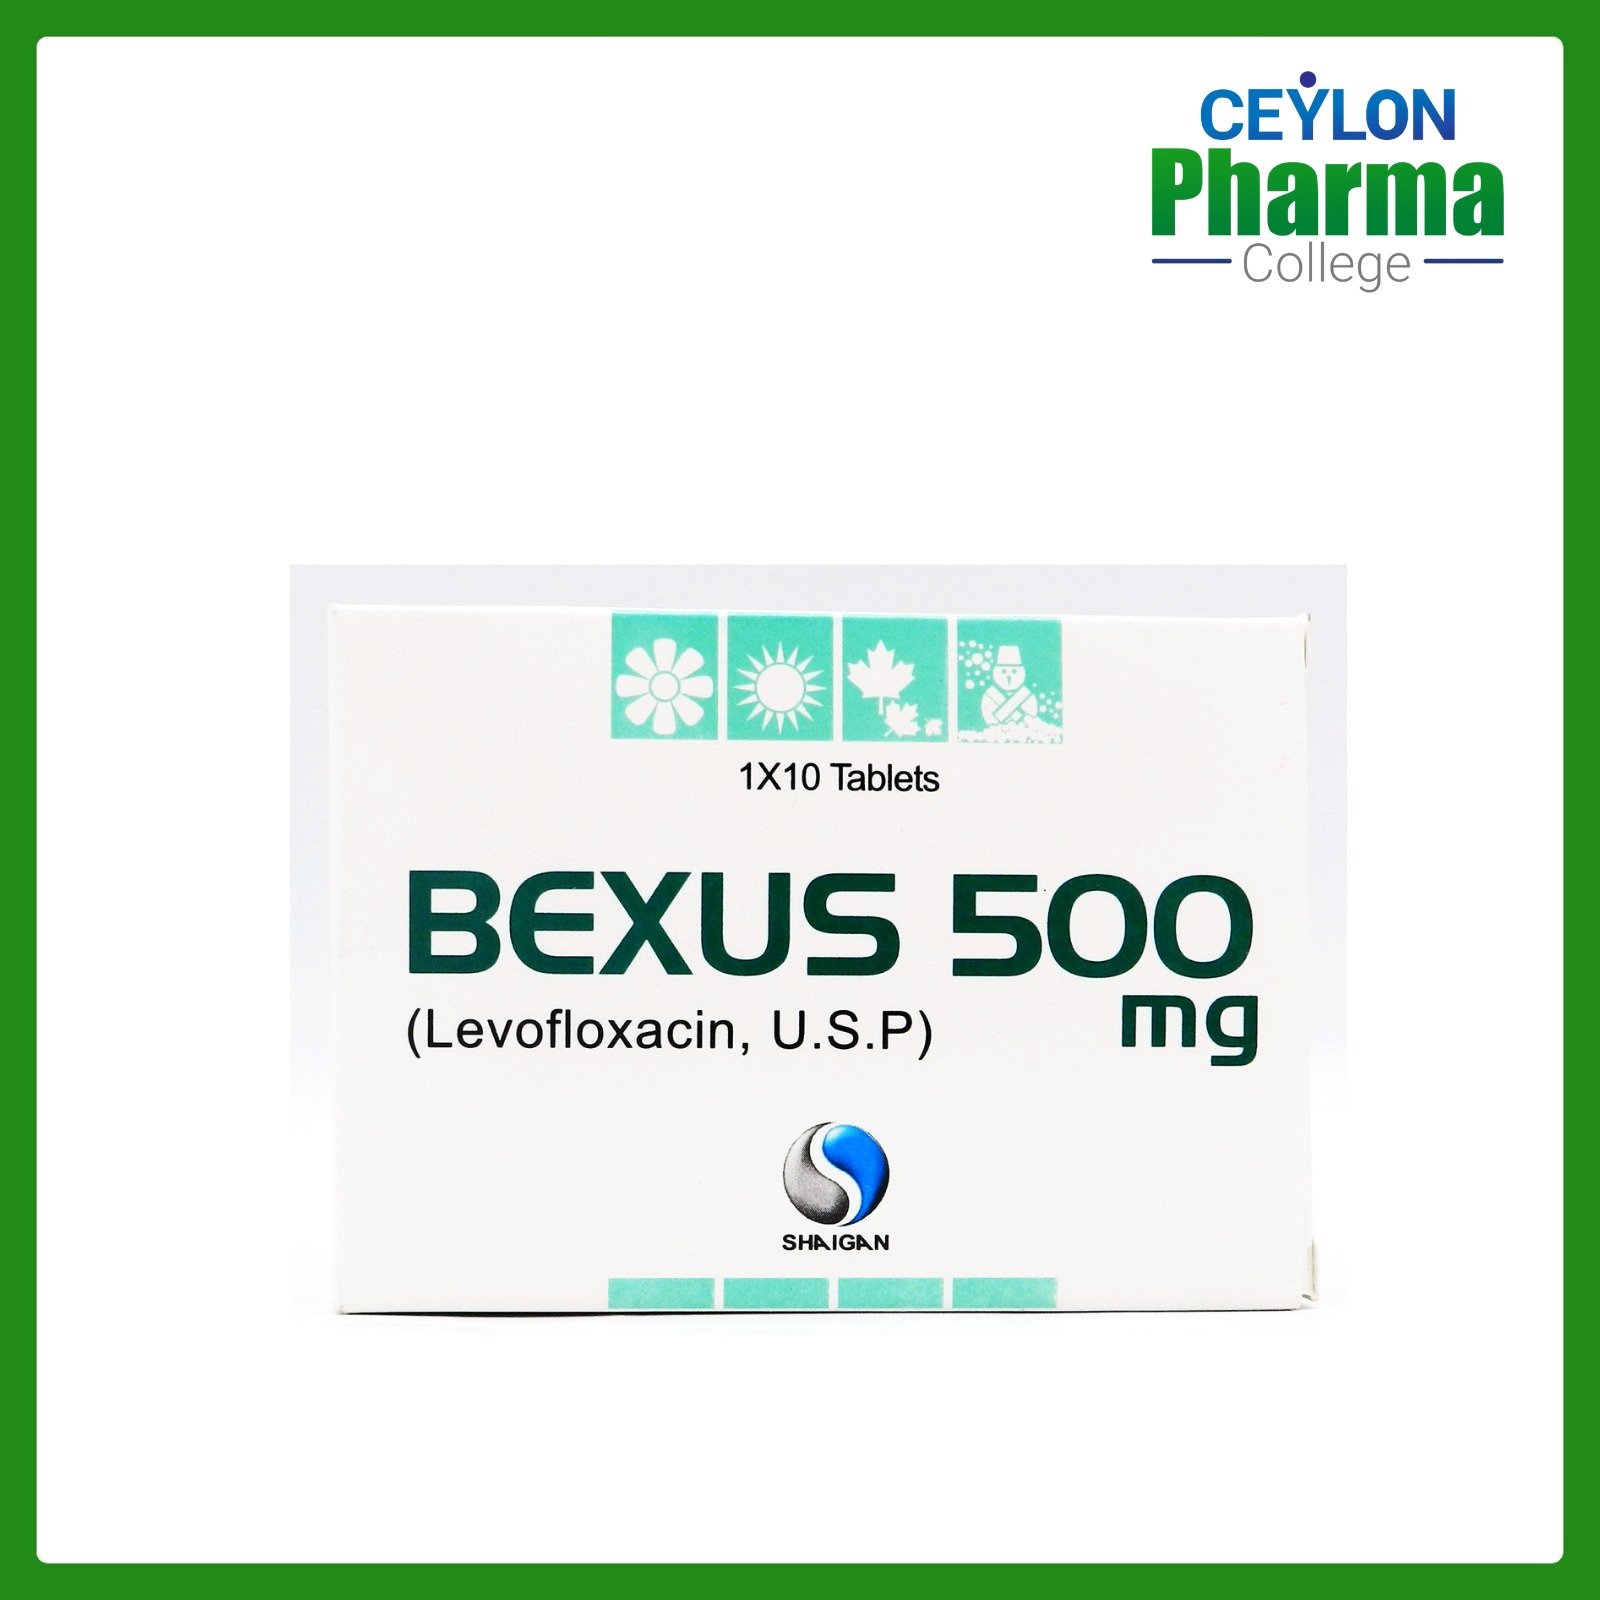 CEYLON
Pharma
College
1X10 Tablets
BEXUS 500
mg
(Levofloxacin, U.S.P)
SHAIGAN